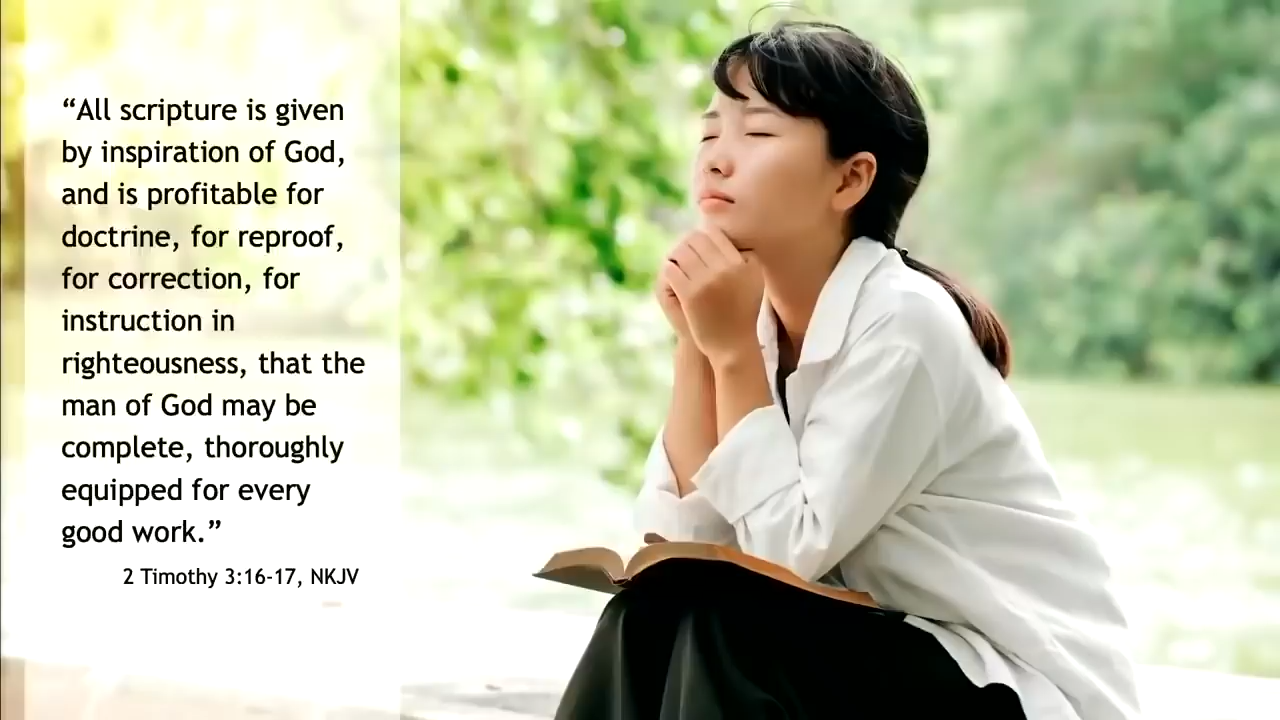 “All scripture is given
by inspiration of God,
and is profitable for
doctrine, for reproof,
for correction, for
instruction in
righteousness, that the
man of God may be
complete, thoroughly
equipped for every
good work.”
2 Timothy 3:16-17, NKJV